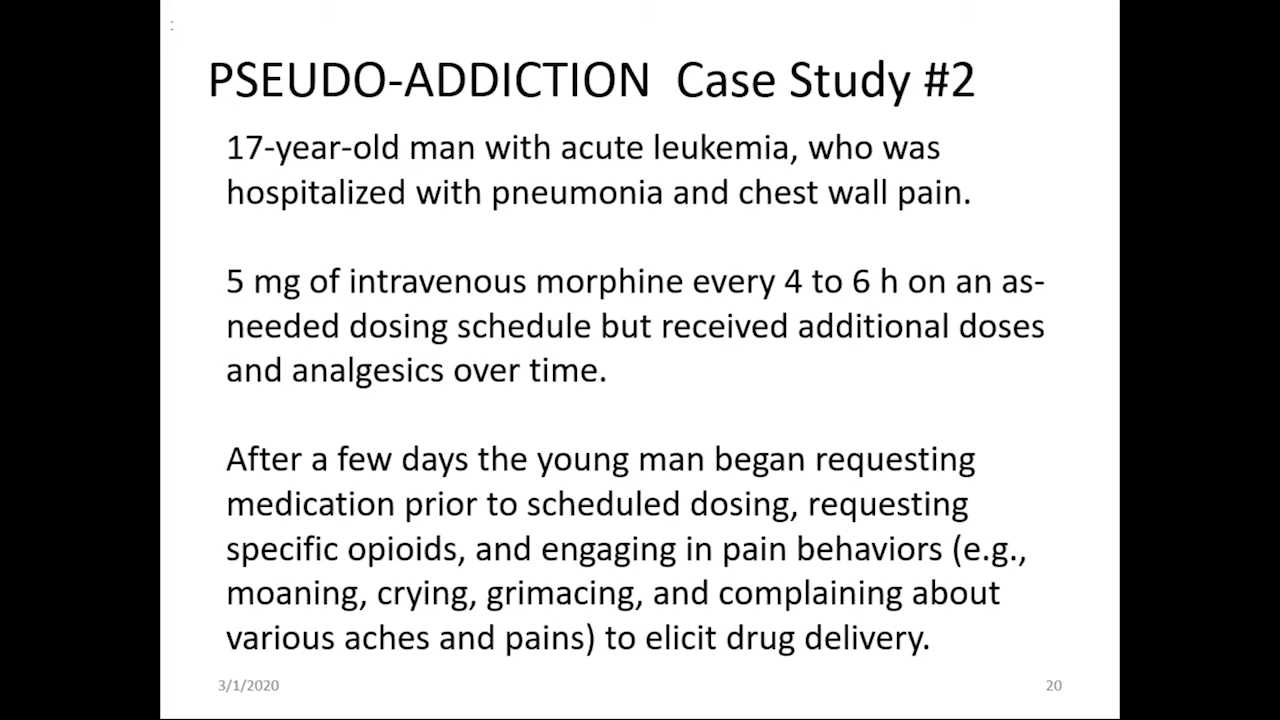 :
PSEUDO-ADDICTION Case Study #2
17-year-old man with acute leukemia, who was
hospitalized with pneumonia and chest wall pain.
5 mg of intravenous morphine every 4 to 6 h on an as-
needed dosing schedule but received additional doses
and analgesics over time.
After a few days the young man began requesting
medication prior to scheduled dosing, requesting
specific opioids, and engaging in pain behaviors (e.g.,
moaning, crying, grimacing, and complaining about
various aches and pains) to elicit drug delivery.
3/1/2020
20